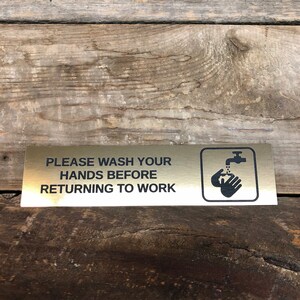 PLEASE WASH YOUR
HANDS BEFORE
RETURNING TO WORK